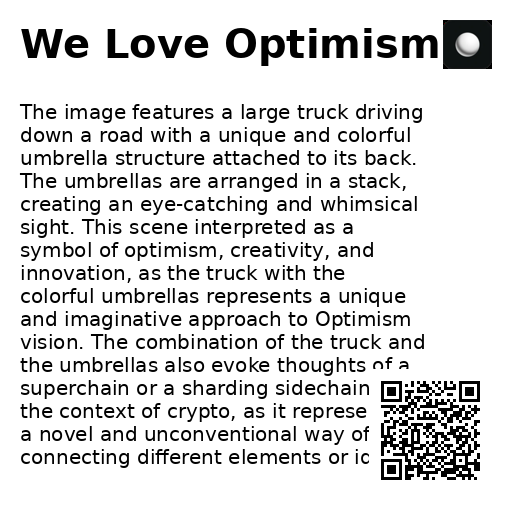 We Love Optimism
The image features a large truck driving
down a road with a unique and colorful
umbrella structure attached to its back.
The umbrellas are arranged in a stack,
creating an eye-catching and whimsical
sight. This scene interpreted as a
symbol of optimism, creativity, and
innovation, as the truck with the
colorful umbrellas represents a unique
and imaginative approach to Optimism
vision. The combination of the truck and
the umbrellas also evoke thoughts of a
superchain or a sharding sidechain
the context of crypto, as it represe
a novel and unconventional way of
connecting different elements or